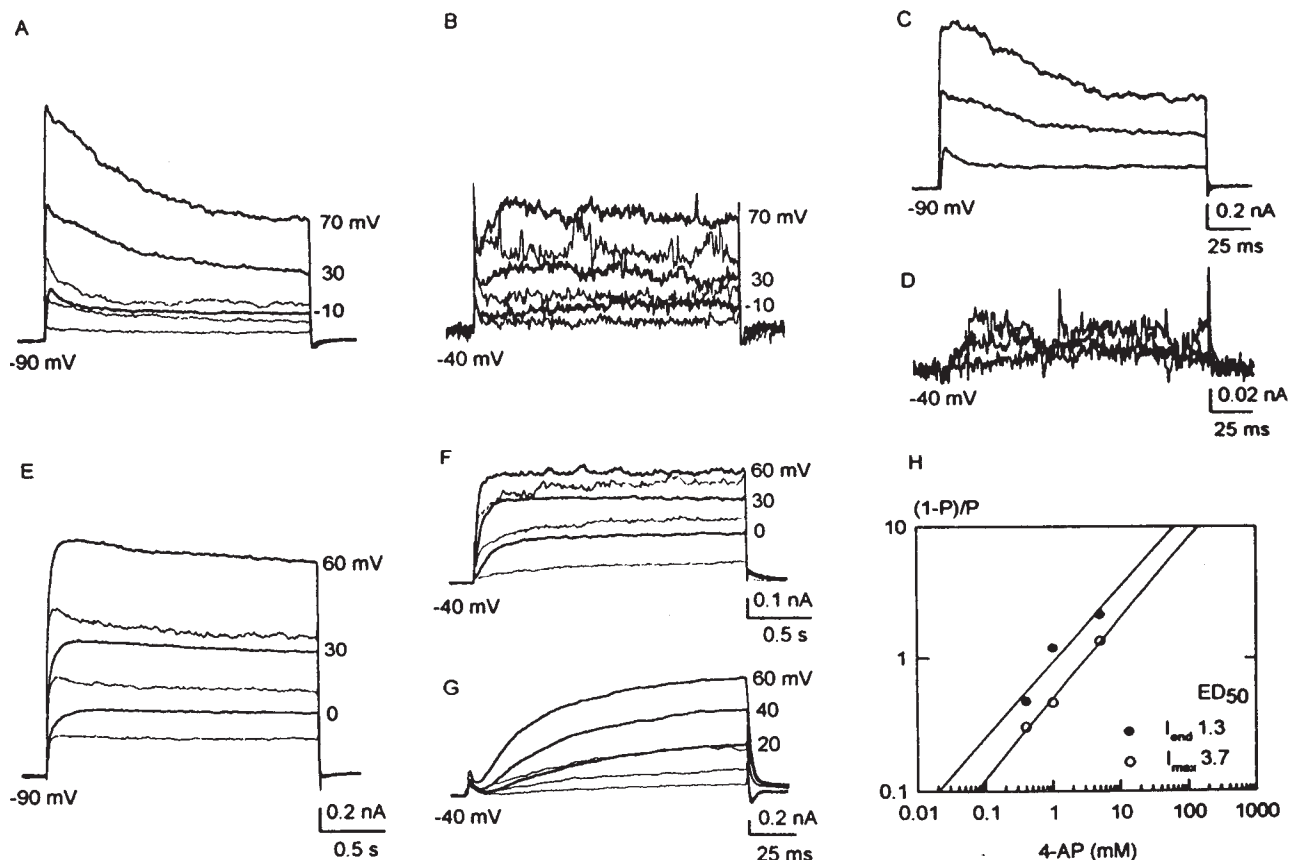 A
70 mV
30
-10
-90 mV
B
70 mV
30
-10
-40 mV
C
-90 mV
0.2 nA
25 ms
D
-40 mV
0.02 nA
25 ms
E
60 mV
30
0
-90 mV
0.2 nA
0.5 s
F
60 mV
30
0
-40 mV
0.1 nA
0.5 s
G
60 mV
40
20
-40 mV
0.2 nA
25 ms
H
(1-P)/P
10
1
0.1
ED50
● Iend 1.3
○ Imax 3.7
0.01 0.1 1 10 100 1000
4-AP (mM)